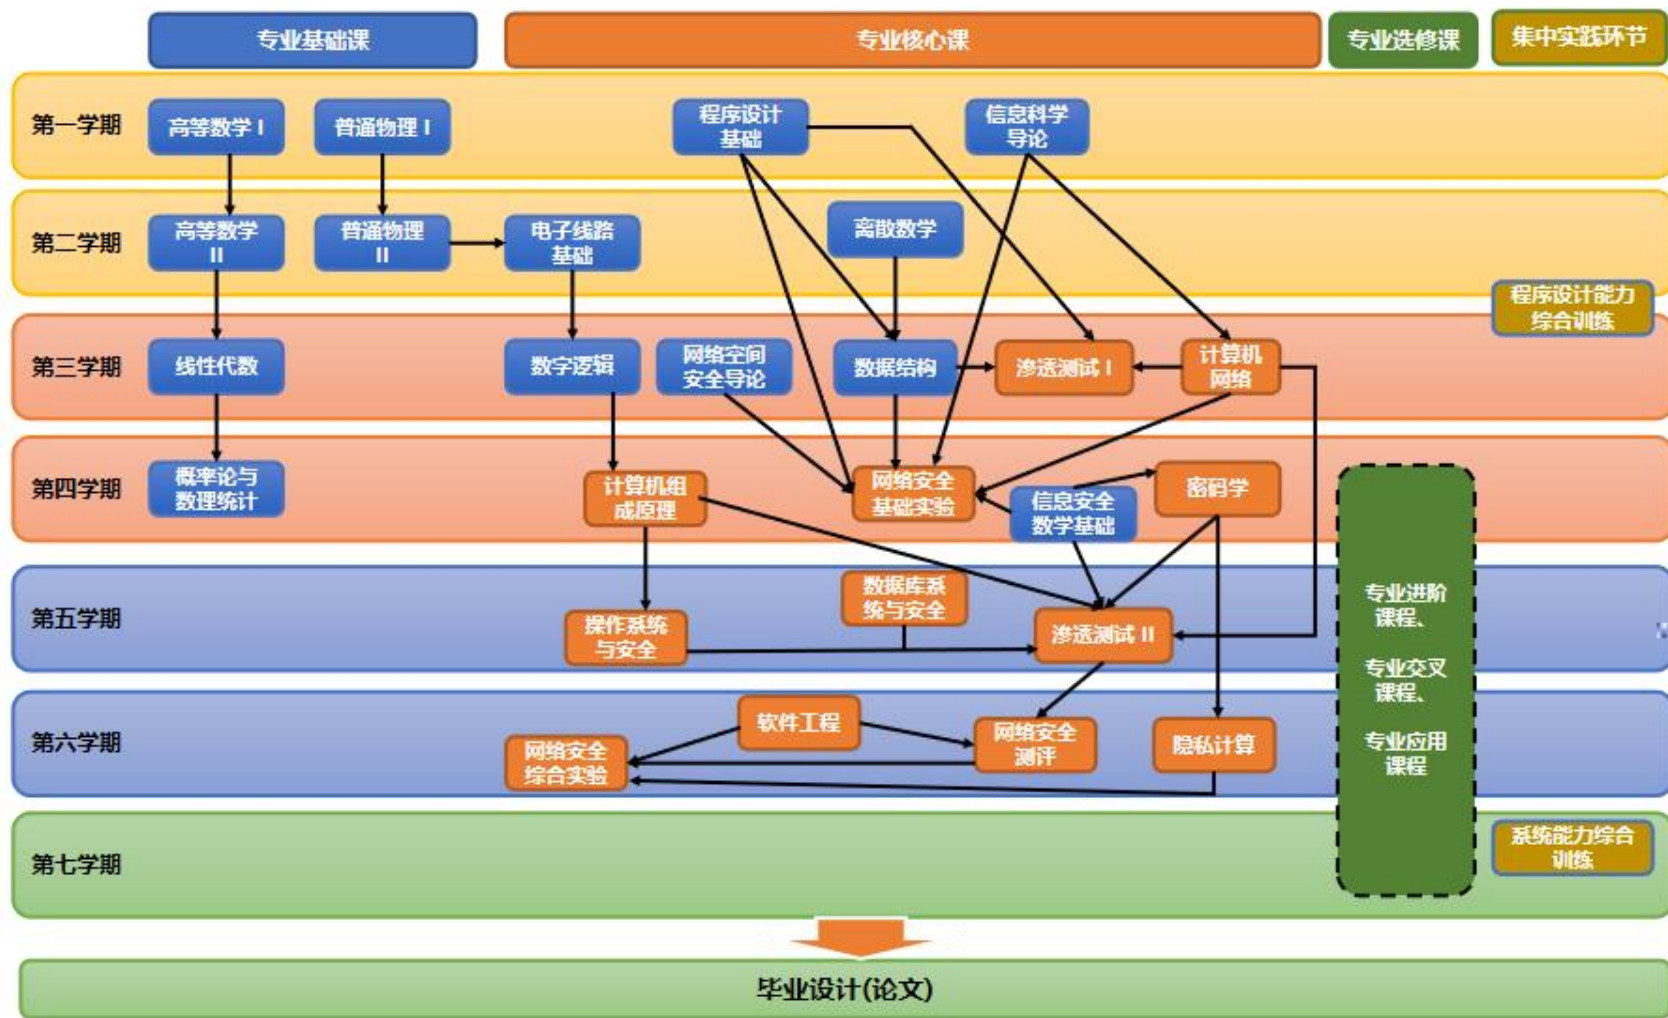 专业基础课
专业核心课
专业选修课
集中实践环节
第一学期
高等数学 I
普通物理 I
程序设计
基础
信息科学
导论
第二学期
高等数学
II
普通物理
II
电子线路
基础
离散数学
程序设计能力
综合训练
第三学期
线性代数
数字逻辑
网络空间
安全导论
数据结构
渗透测试 I
计算机
网络
第四学期
概率论与
数理统计
计算机组
成原理
网络安全
基础实验
信息安全
数学基础
密码学
第五学期
操作系统
与安全
数据库系
统与安全
渗透测试 II
专业进阶
课程、
专业交叉
课程、
专业应用
课程
第六学期
网络安全
综合实验
软件工程
网络安全
测评
隐私计算
第七学期
系统能力综合
训练
毕业设计(论文)